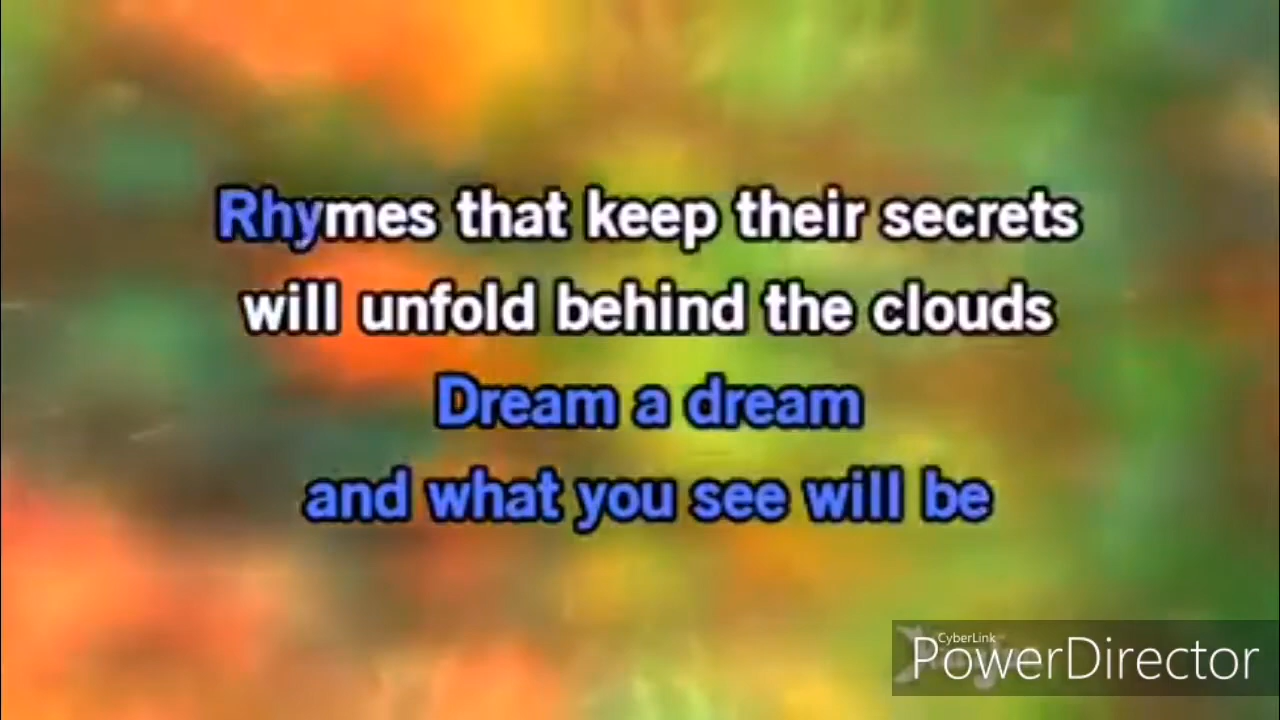 Rhymes that keep their secrets
will unfold behind the clouds
Dream a dream
and what you see will be
CyberLink
PowerDirector